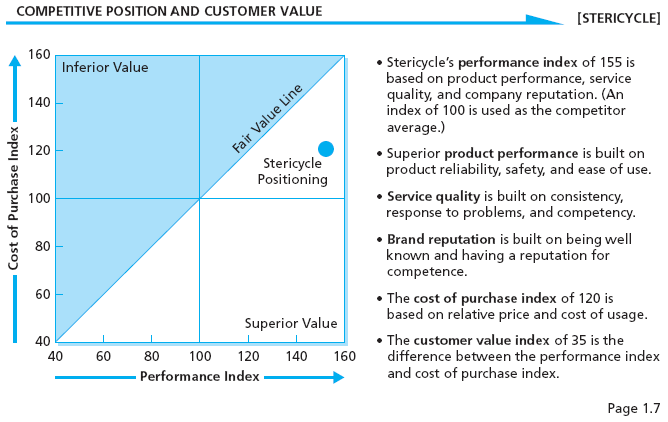 COMPETITIVE POSITION AND CUSTOMER VALUE
[STERICYCLE]
160
140
120
100
80
60
40
Cost of Purchase Index
Inferior Value
Fair Value Line
Stericycle
Positioning
Superior Value
40 60 80 100 120 140 160
Performance Index
• Stericycle's performance index of 155 is
based on product performance, service
quality, and company reputation. (An
index of 100 is used as the competitor
average.)
• Superior product performance is built on
product reliability, safety, and ease of use.
• Service quality is built on consistency,
response to problems, and competency.
• Brand reputation is built on being well
known and having a reputation for
competence.
• The cost of purchase index of 120 is
based on relative price and cost of usage.
• The customer value index of 35 is the
difference between the performance index
and cost of purchase index.
Page 1.7